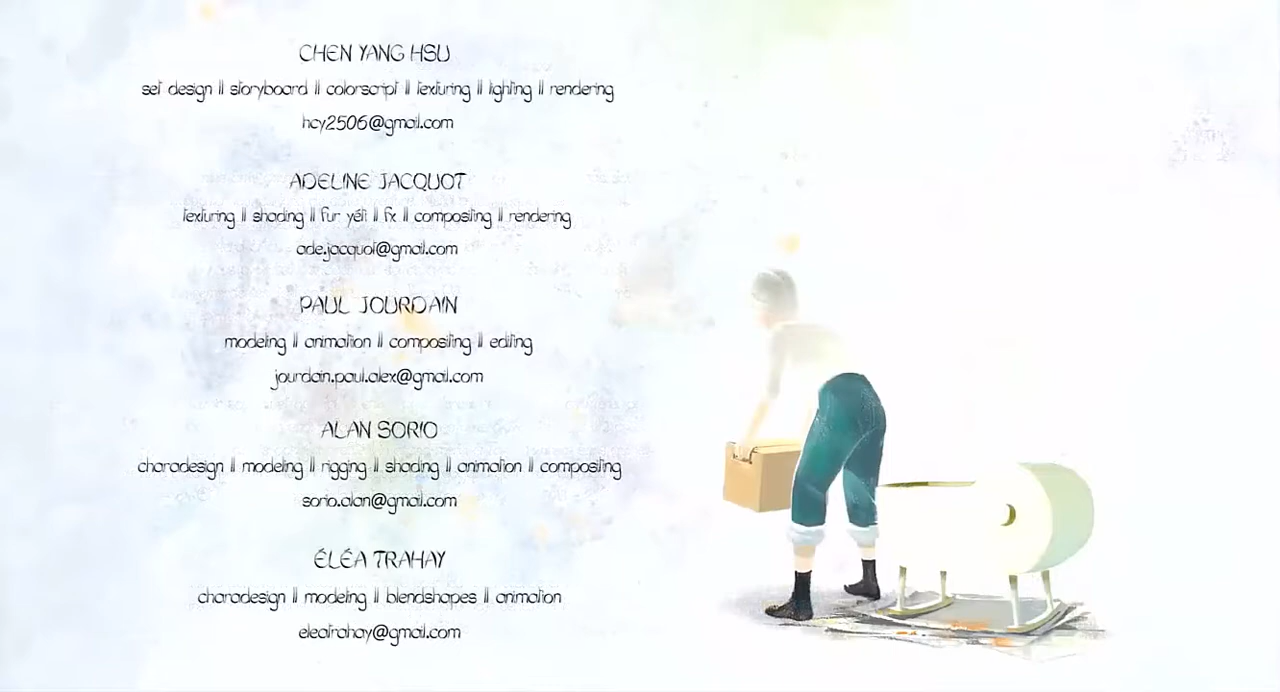 CHEN YANG HSU
set design || storyboard || colorscript || texturing || lighting || rendering
hcy2506@gmail.com
ADELINE JACQUOT
texturing || shading || fur yéti || fx || compositing || rendering
ade.jacquot@gmail.com
PAUL JOURDAIN
modeling || animation || compositing || editing
jourdain.paul.alex@gmail.com
ALAN SORIO
charadesign || modeling || rigging || shading || animation || compositing
sorio.alan@gmail.com
ÉLÉA TRAHAY
charadesign || modeling || blendshapes || animation
eleatrahay@gmail.com